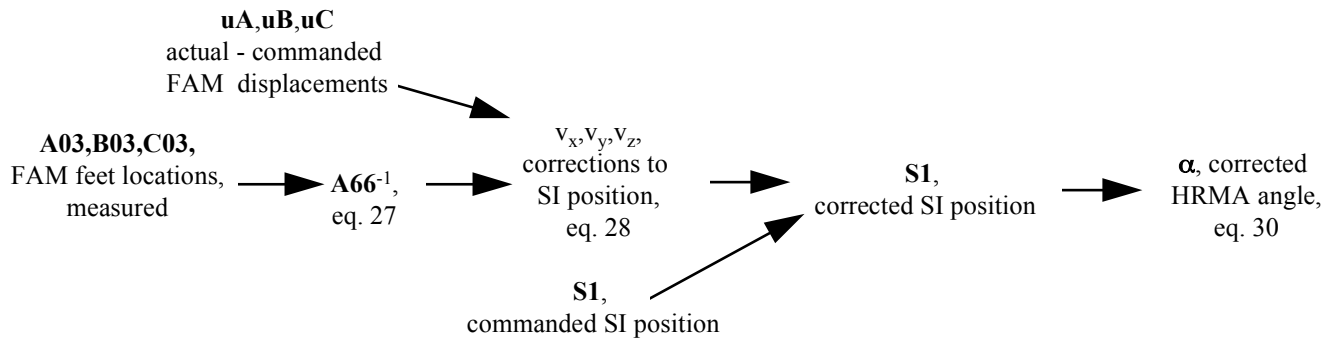 uA,uB,uC
actual - commanded
FAM displacements
A03,B03,C03,
FAM feet locations,
measured
A66⁻¹,
eq. 27
vₓ,v_y,v_z,
corrections to
SI position,
eq. 28
S1,
commanded SI position
S1,
corrected SI position
α, corrected
HRMA angle,
eq. 30